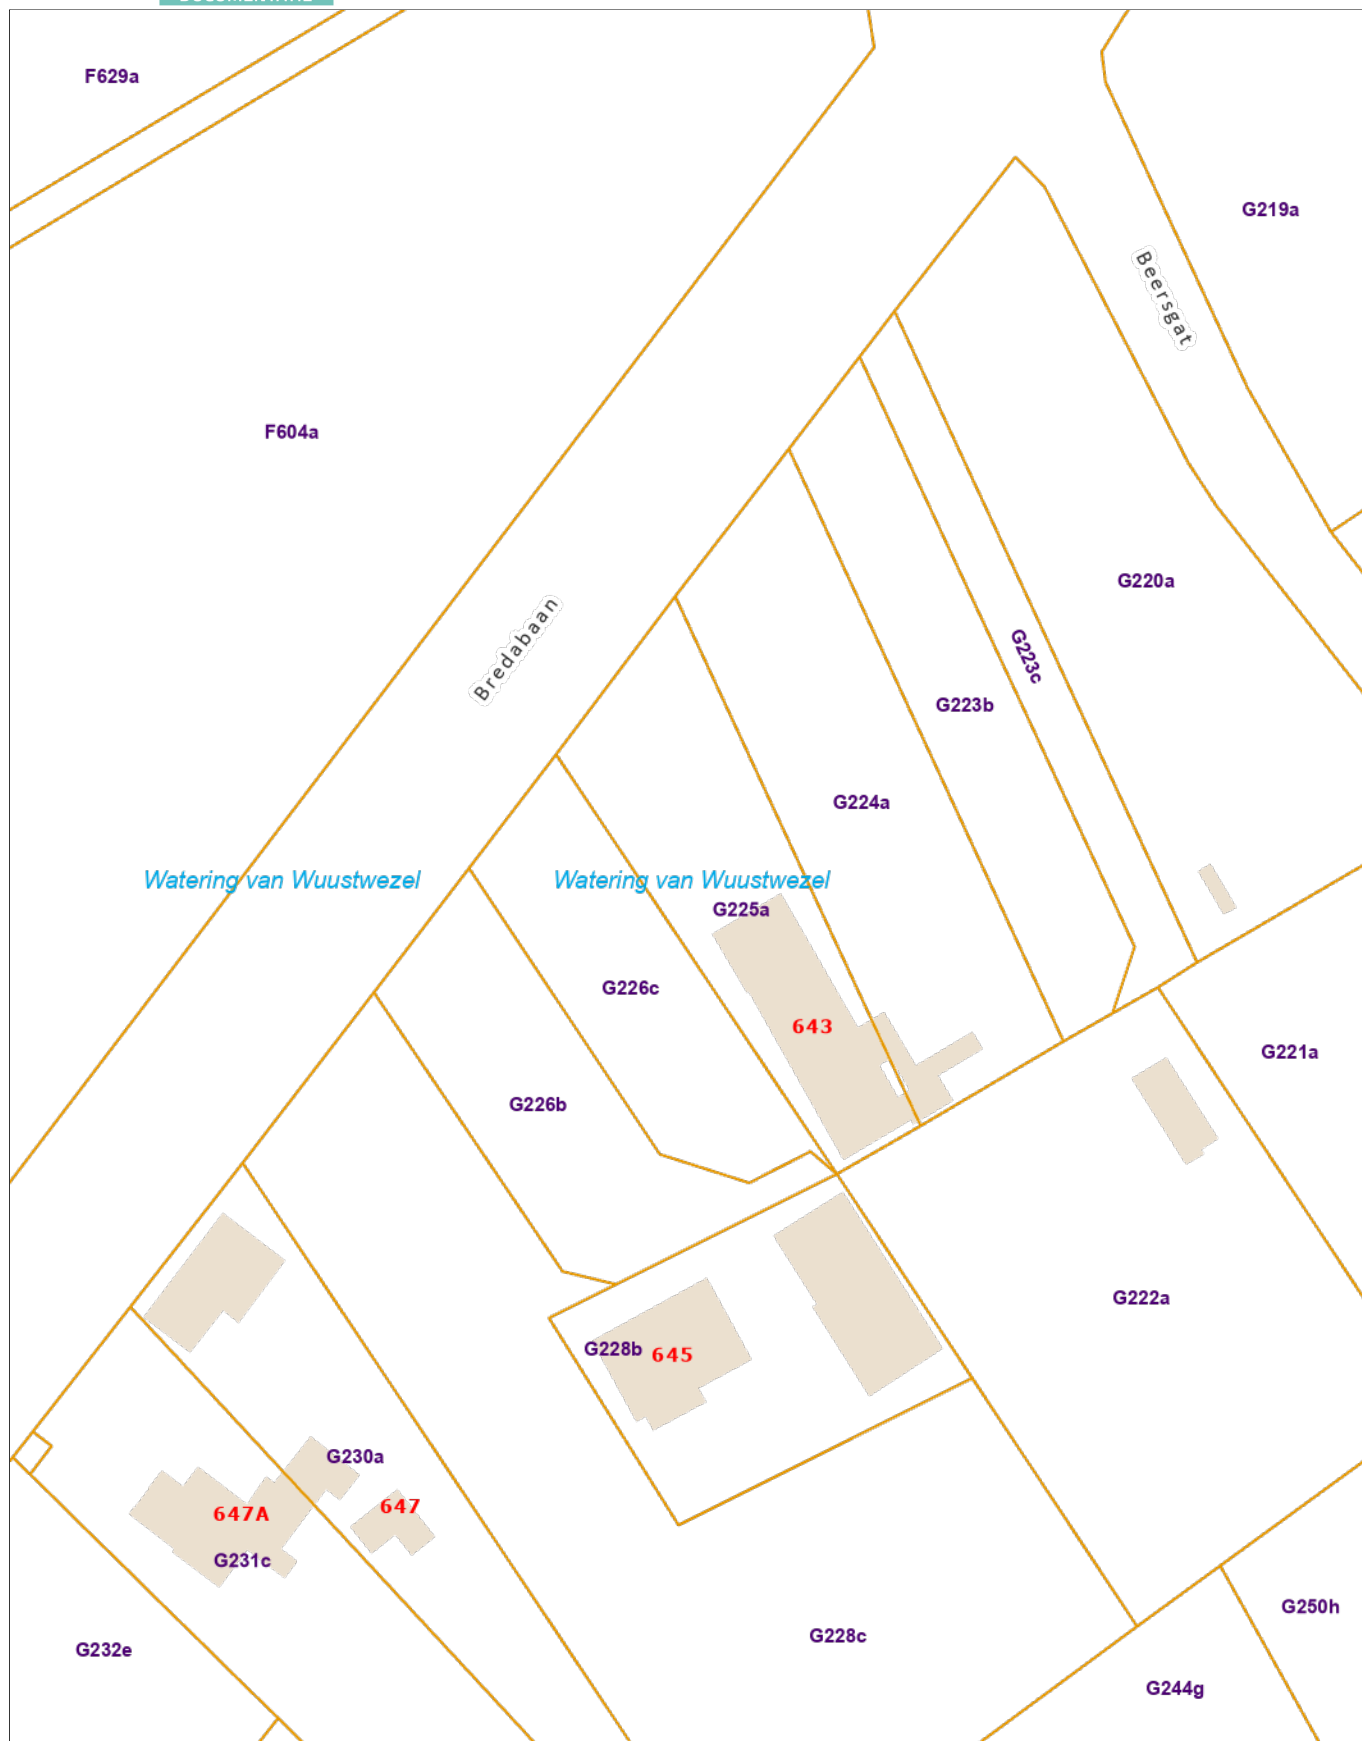 F629a
G219a
Beersgat
F604a
G220a
Bredabaan
G223c
G223b
G224a
Watering van Wuustwezel
Watering van Wuustwezel
G225a
G226c
643
G221a
G226b
G222a
G228b
645
G230a
647
647A
G231c
G250h
G228c
G232e
G244g